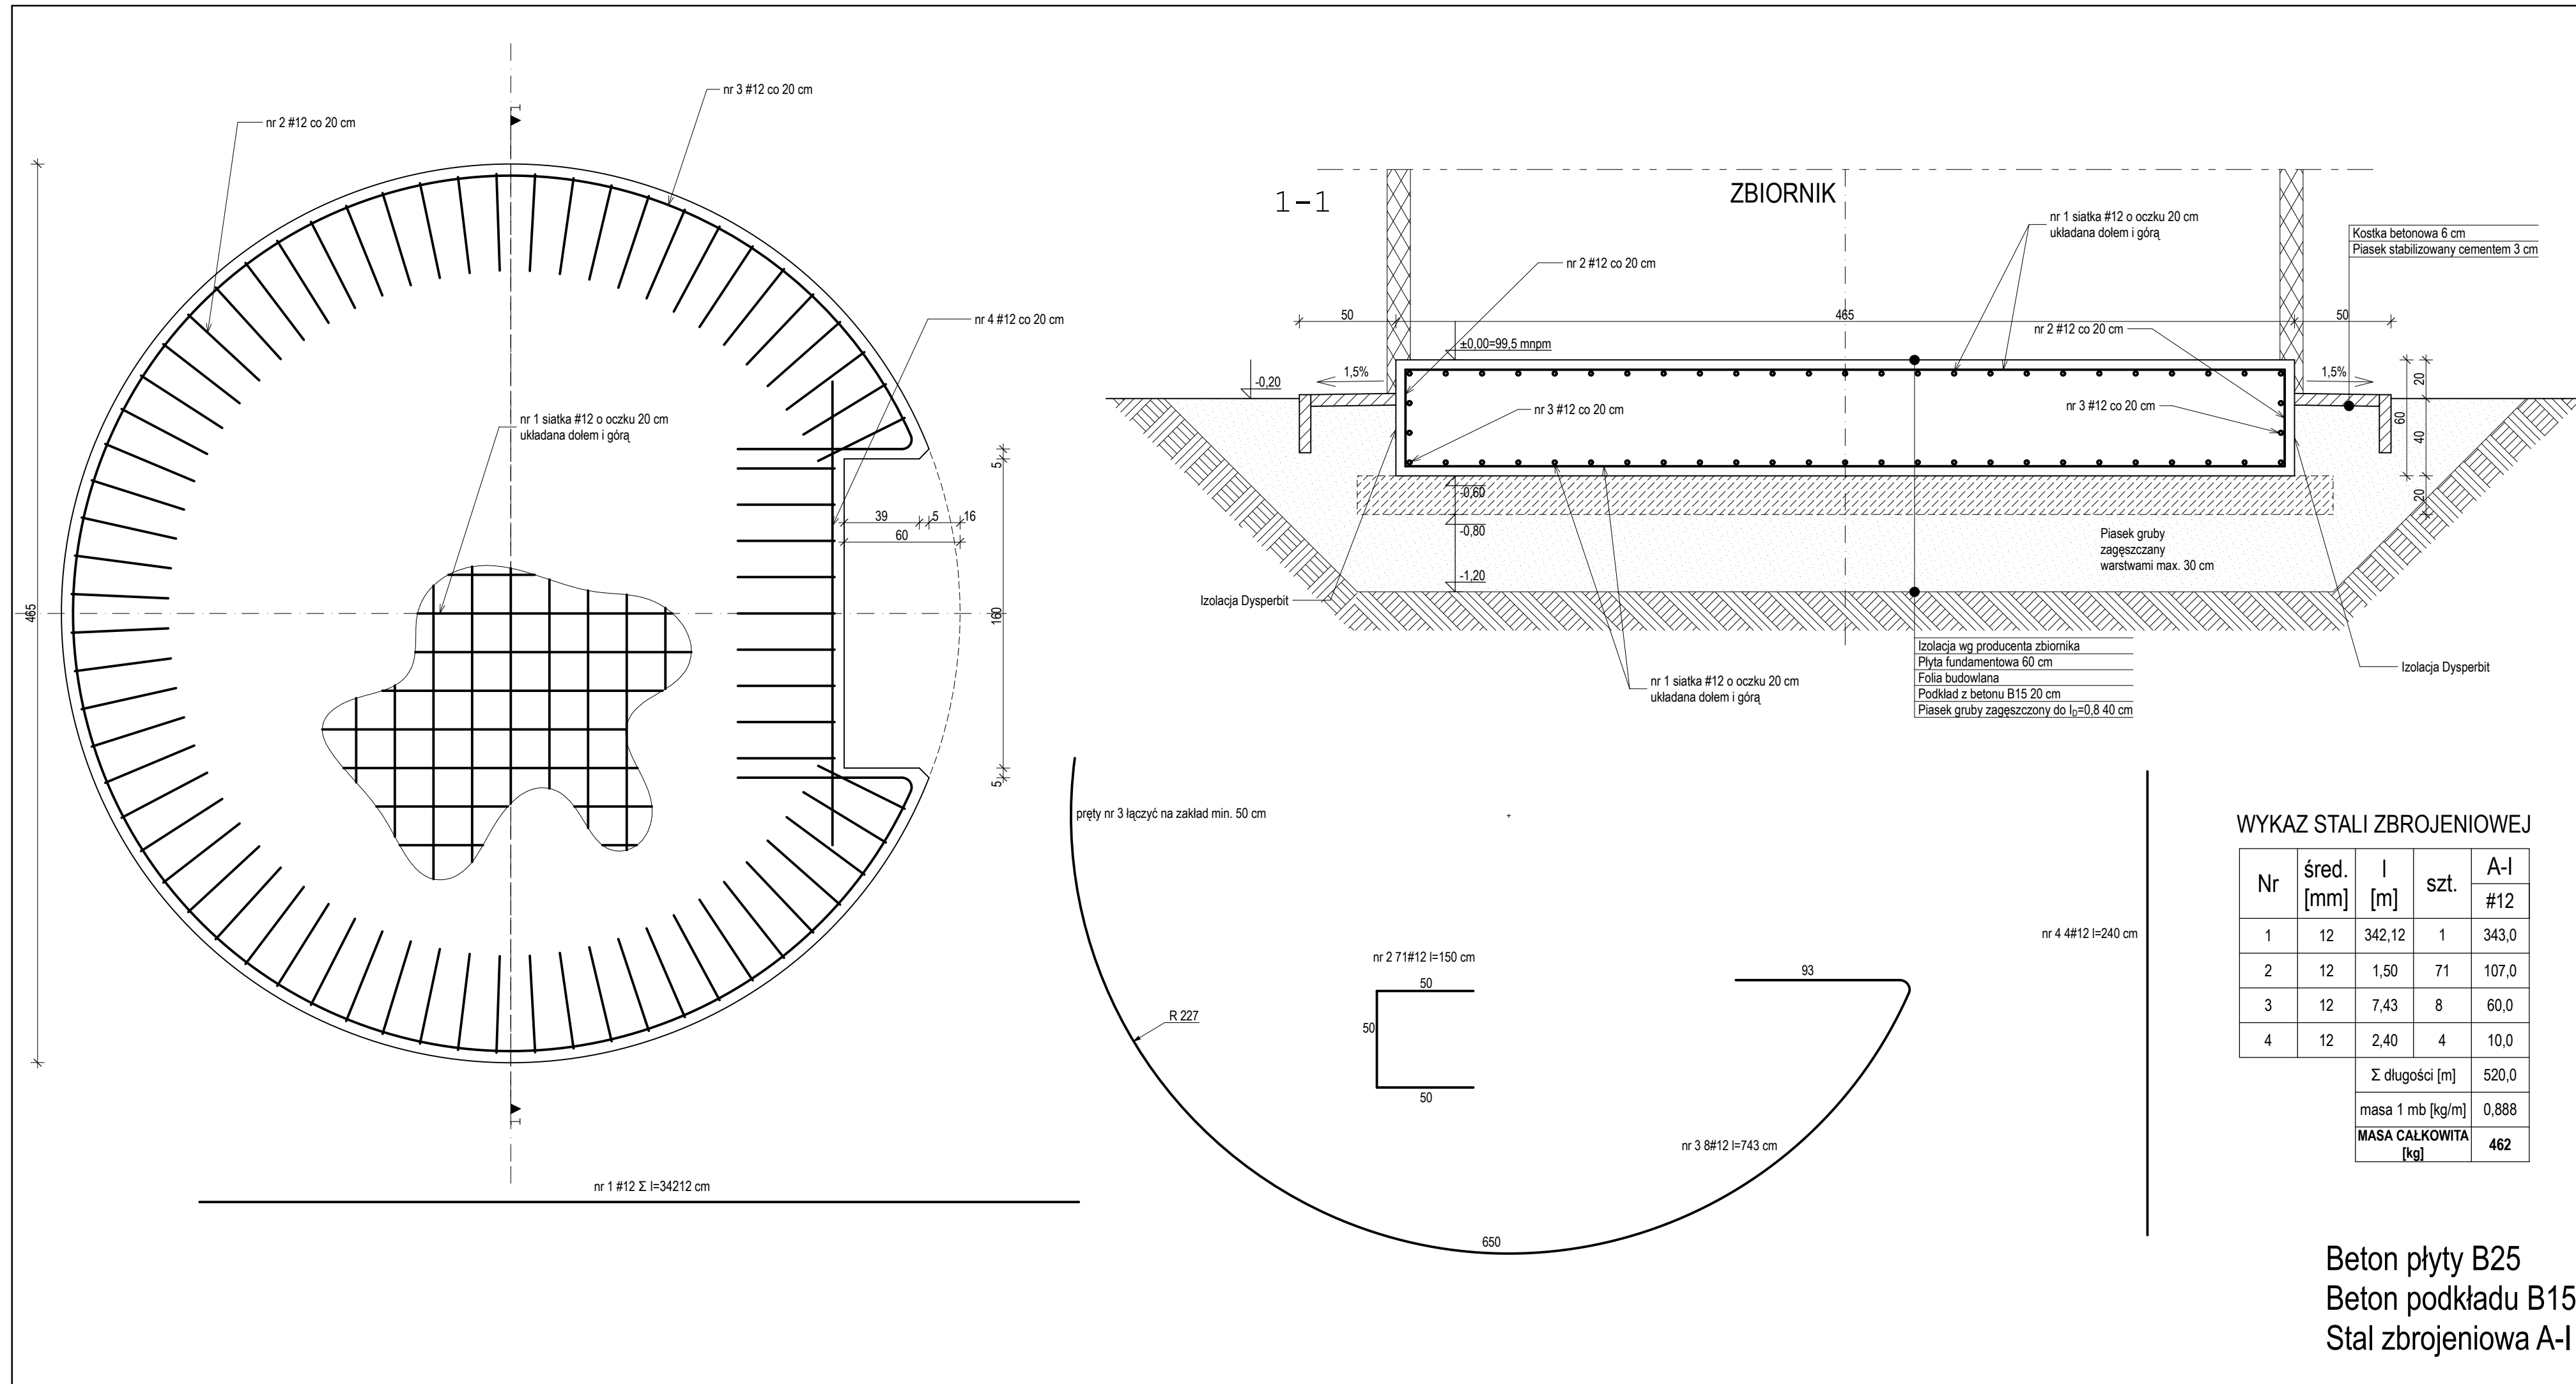 nr 3 #12 co 20 cm
nr 2 #12 co 20 cm
1
nr 4 #12 co 20 cm
nr 1 siatka #12 o oczku 20 cm
układana dołem i górą
465
5
39
5
16
60
160
5
1
nr 1 #12 Σ l=34212 cm
1-1
ZBIORNIK
nr 1 siatka #12 o oczku 20 cm
układana dołem i górą
Kostka betonowa 6 cm
Piasek stabilizowany cementem 3 cm
nr 2 #12 co 20 cm
50
465
50
nr 2 #12 co 20 cm
±0,00=99,5 mnpm
1,5%
1,5%
-0,20
20
nr 3 #12 co 20 cm
nr 3 #12 co 20 cm
60
40
-0,60
20
-0,80
Piasek gruby
zagęszczany
warstwami max. 30 cm
-1,20
Izolacja Dysperbit
Izolacja wg producenta zbiornika
Płyta fundamentowa 60 cm
Folia budowlana
Podkład z betonu B15 20 cm
Piasek gruby zagęszczony do ID=0,8 40 cm
Izolacja Dysperbit
nr 1 siatka #12 o oczku 20 cm
układana dołem i górą
pręty nr 3 łączyć na zakład min. 50 cm
R 227
nr 2 71#12 l=150 cm
50
50
50
93
nr 3 8#12 l=743 cm
650
nr 4 4#12 l=240 cm
WYKAZ STALI ZBROJENIOWEJ
Nr śred. [mm] l [m] szt. A-I
#12
1 12 342,12 1 343,0
2 12 1,50 71 107,0
3 12 7,43 8 60,0
4 12 2,40 4 10,0
Σ długości [m] 520,0
masa 1 mb [kg/m] 0,888
MASA CAŁKOWITA
[kg] 462
Beton płyty B25
Beton podkładu B15
Stal zbrojeniowa A-I